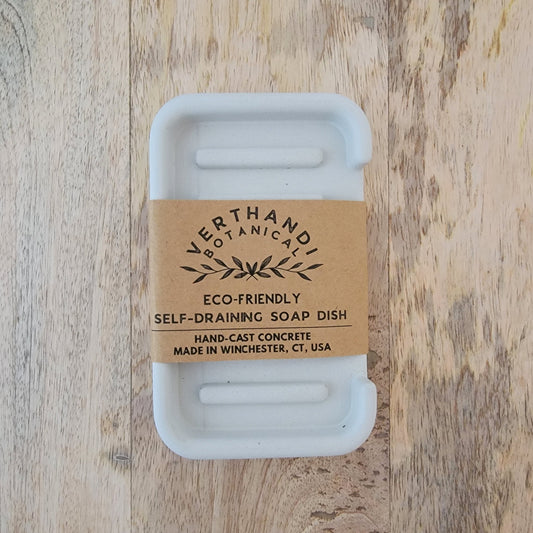 VERTHANDI
BOTANICAL
ECO-FRIENDLY
SELF-DRAINING SOAP DISH
HAND-CAST CONCRETE
MADE IN WINCHESTER, CT, USA